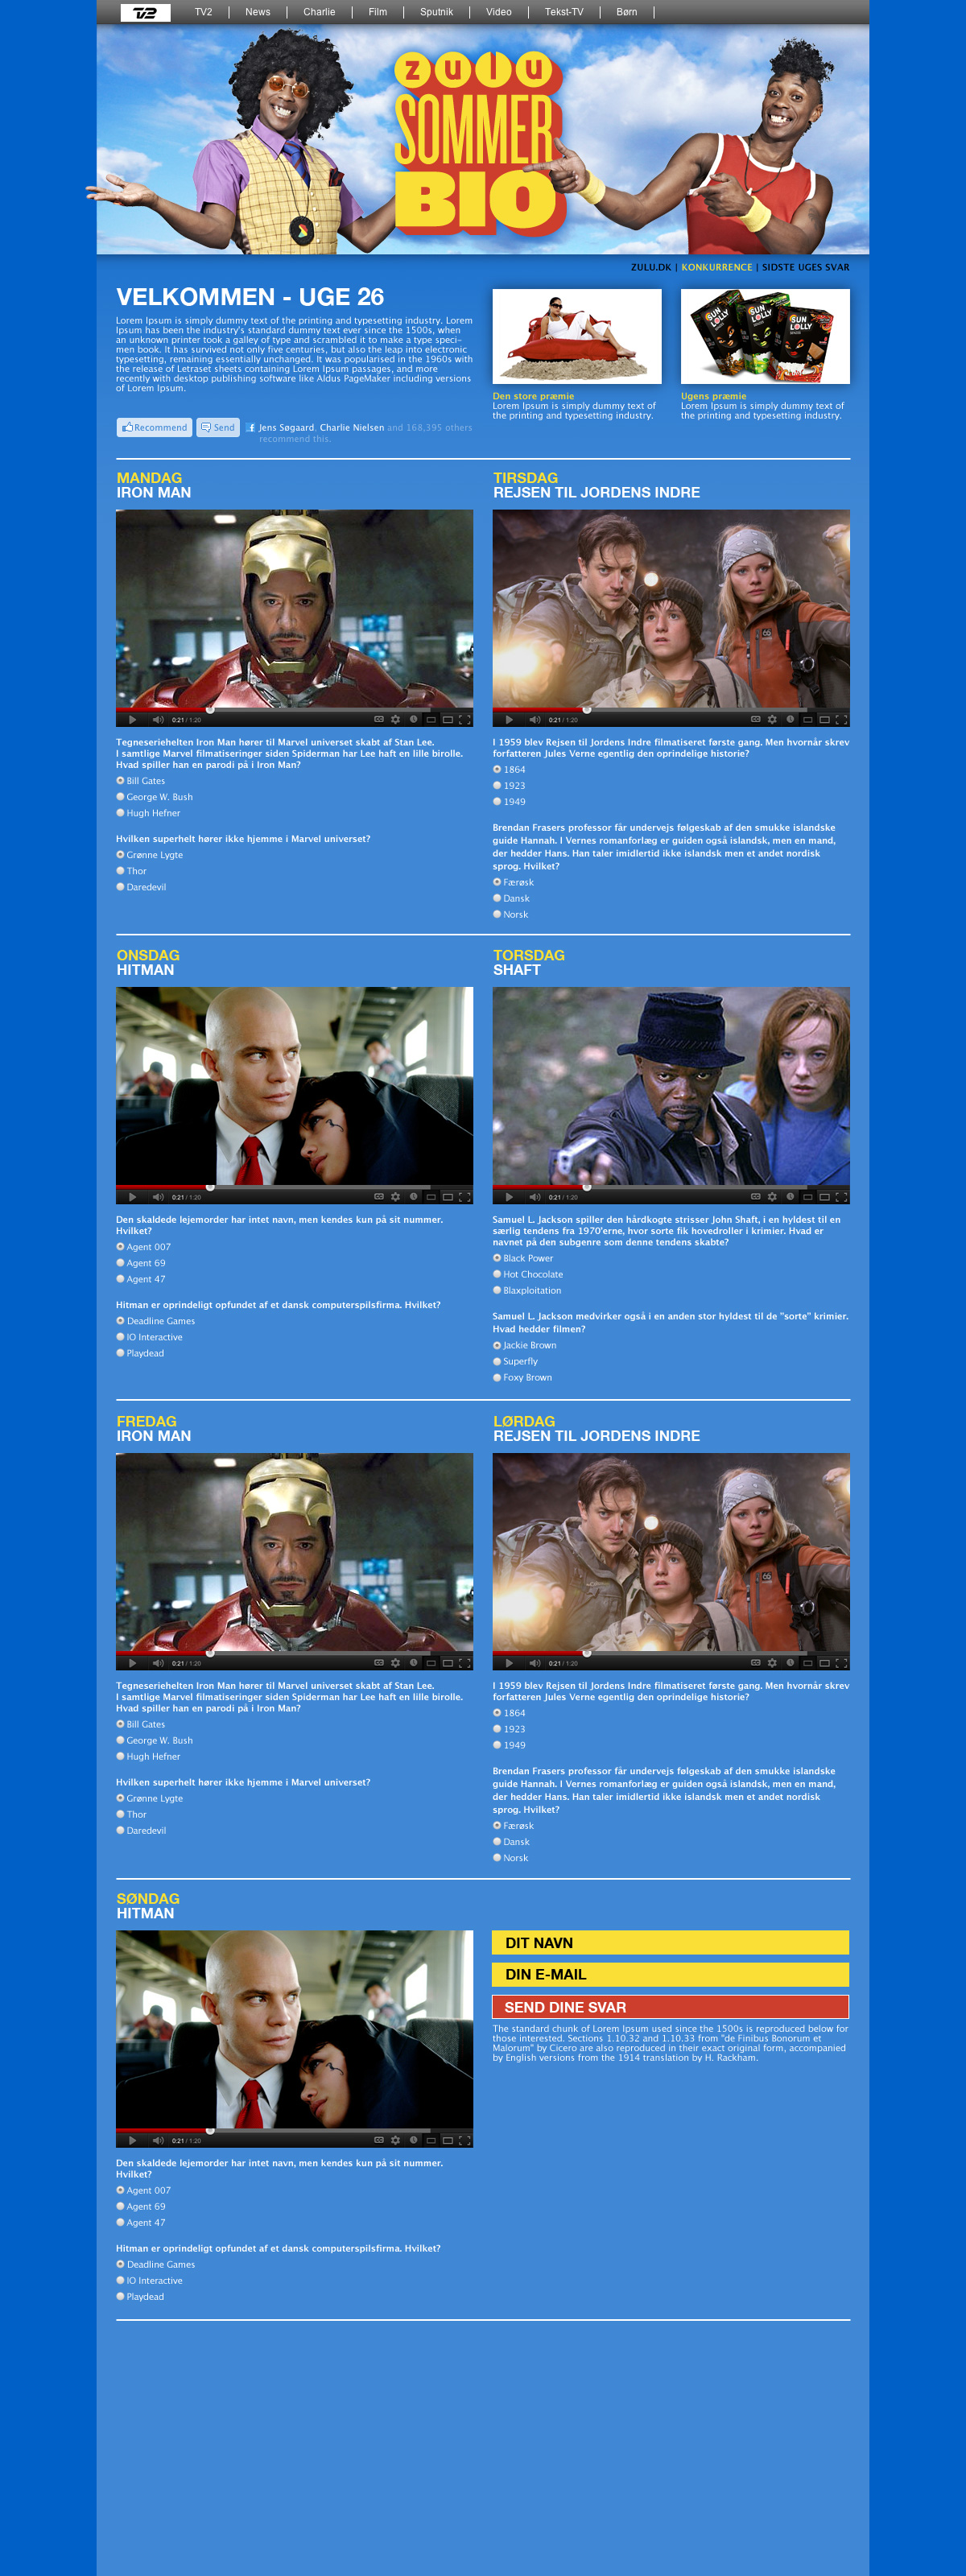 TV2
TV2
News
Charlie
Film
Sputnik
Video
Tekst-TV
Børn
zulu
SOMMER
BIO
ZULU.DK | KONKURRENCE | SIDSTE UGES SVAR
VELKOMMEN - UGE 26
Lorem Ipsum is simply dummy text of the printing and typesetting industry. Lorem
Ipsum has been the industry's standard dummy text ever since the 1500s, when
an unknown printer took a galley of type and scrambled it to make a type speci-
men book. It has survived not only five centuries, but also the leap into electronic
typesetting, remaining essentially unchanged. It was popularised in the 1960s with
the release of Letraset sheets containing Lorem Ipsum passages, and more
recently with desktop publishing software like Aldus PageMaker including versions
of Lorem Ipsum.
Recommend
Send
Jens Søgaard, Charlie Nielsen and 168,395 others
recommend this.
SUN LOLLY
SUN LOLLY
SUN LOLLY
Den store præmie
Lorem Ipsum is simply dummy text of
the printing and typesetting industry.
Ugens præmie
Lorem Ipsum is simply dummy text of
the printing and typesetting industry.
MANDAG
IRON MAN
0:21 / 1:20
Tegneseriehelten Iron Man hører til Marvel universet skabt af Stan Lee.
I samtlige Marvel filmatiseringer siden Spiderman har Lee haft en lille birolle.
Hvad spiller han en parodi på i Iron Man?
Bill Gates
George W. Bush
Hugh Hefner
Hvilken superhelt hører ikke hjemme i Marvel universet?
Grønne Lygte
Thor
Daredevil
TIRSDAG
REJSEN TIL JORDENS INDRE
0:21 / 1:20
I 1959 blev Rejsen til Jordens Indre filmatiseret første gang. Men hvornår skrev
forfatteren Jules Verne egentlig den oprindelige historie?
1864
1923
1949
Brendan Frasers professor får undervejs følgeskab af den smukke islandske
guide Hannah. I Vernes romanforlæg er guiden også islandsk, men en mand,
der hedder Hans. Han taler imidlertid ikke islandsk men et andet nordisk
sprog. Hvilket?
Færøsk
Dansk
Norsk
ONSDAG
HITMAN
0:21 / 1:20
Den skaldede lejemorder har intet navn, men kendes kun på sit nummer.
Hvilket?
Agent 007
Agent 69
Agent 47
Hitman er oprindeligt opfundet af et dansk computerspilsfirma. Hvilket?
Deadline Games
IO Interactive
Playdead
TORSDAG
SHAFT
0:21 / 1:20
Samuel L. Jackson spiller den hårdkogte strisser John Shaft, i en hyldest til en
særlig tendens fra 1970'erne, hvor sorte fik hovedroller i krimier. Hvad er
navnet på den subgenre som denne tendens skabte?
Black Power
Hot Chocolate
Blaxploitation
Samuel L. Jackson medvirker også i en anden stor hyldest til de "sorte" krimier.
Hvad hedder filmen?
Jackie Brown
Superfly
Foxy Brown
FREDAG
IRON MAN
0:21 / 1:20
Tegneseriehelten Iron Man hører til Marvel universet skabt af Stan Lee.
I samtlige Marvel filmatiseringer siden Spiderman har Lee haft en lille birolle.
Hvad spiller han en parodi på i Iron Man?
Bill Gates
George W. Bush
Hugh Hefner
Hvilken superhelt hører ikke hjemme i Marvel universet?
Grønne Lygte
Thor
Daredevil
LØRDAG
REJSEN TIL JORDENS INDRE
0:21 / 1:20
I 1959 blev Rejsen til Jordens Indre filmatiseret første gang. Men hvornår skrev
forfatteren Jules Verne egentlig den oprindelige historie?
1864
1923
1949
Brendan Frasers professor får undervejs følgeskab af den smukke islandske
guide Hannah. I Vernes romanforlæg er guiden også islandsk, men en mand,
der hedder Hans. Han taler imidlertid ikke islandsk men et andet nordisk
sprog. Hvilket?
Færøsk
Dansk
Norsk
SØNDAG
HITMAN
0:21 / 1:20
Den skaldede lejemorder har intet navn, men kendes kun på sit nummer.
Hvilket?
Agent 007
Agent 69
Agent 47
Hitman er oprindeligt opfundet af et dansk computerspilsfirma. Hvilket?
Deadline Games
IO Interactive
Playdead
DIT NAVN
DIN E-MAIL
SEND DINE SVAR
The standard chunk of Lorem Ipsum used since the 1500s is reproduced below for
those interested. Sections 1.10.32 and 1.10.33 from "de Finibus Bonorum et
Malorum" by Cicero are also reproduced in their exact original form, accompanied
by English versions from the 1914 translation by H. Rackham.